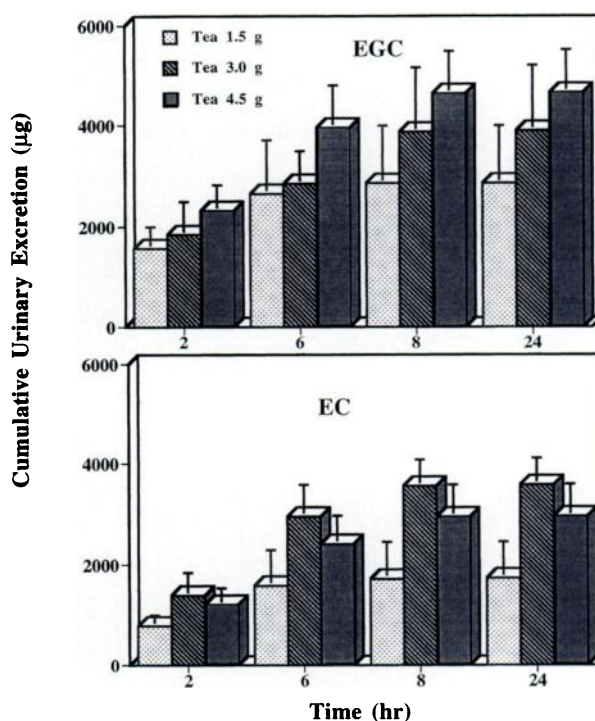 Cumulative Urinary Excretion (µg)
6000
4000
2000
0
Tea 1.5 g
Tea 3.0 g
Tea 4.5 g
EGC
2 6 8 24
6000
4000
2000
0
EC
2 6 8 24
Time (hr)